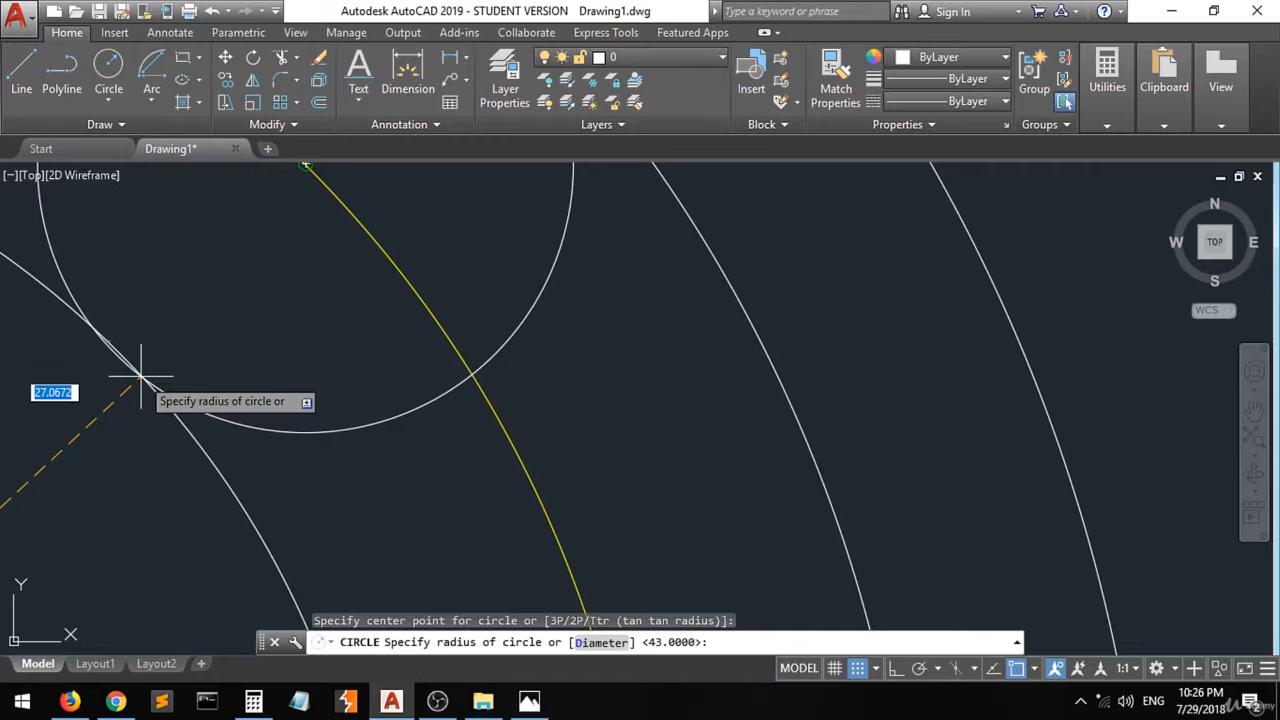 Autodesk AutoCAD 2019 - STUDENT VERSION Drawing1.dwg
Type a keyword or phrase
Sign In
Home Insert Annotate Parametric View Manage Output Add-ins Collaborate Express Tools Featured Apps
Line Polyline Circle Arc
Text Dimension
Layer Properties
0
Insert
Match Properties
ByLayer
ByLayer
ByLayer
Group
Utilities
Clipboard
View
Draw Modify Annotation Layers Block Properties Groups
Start Drawing1*
[−][Top][2D Wireframe]
N
W TOP E
S
WCS
27.0672
Specify radius of circle or
Y
X
Specify center point for circle or [3P/2P/Ttr (tan tan radius)]:
CIRCLE Specify radius of circle or [Diameter] <43.0000>:
Model Layout1 Layout2
MODEL 1:1
ENG
10:26 PM
7/29/2018